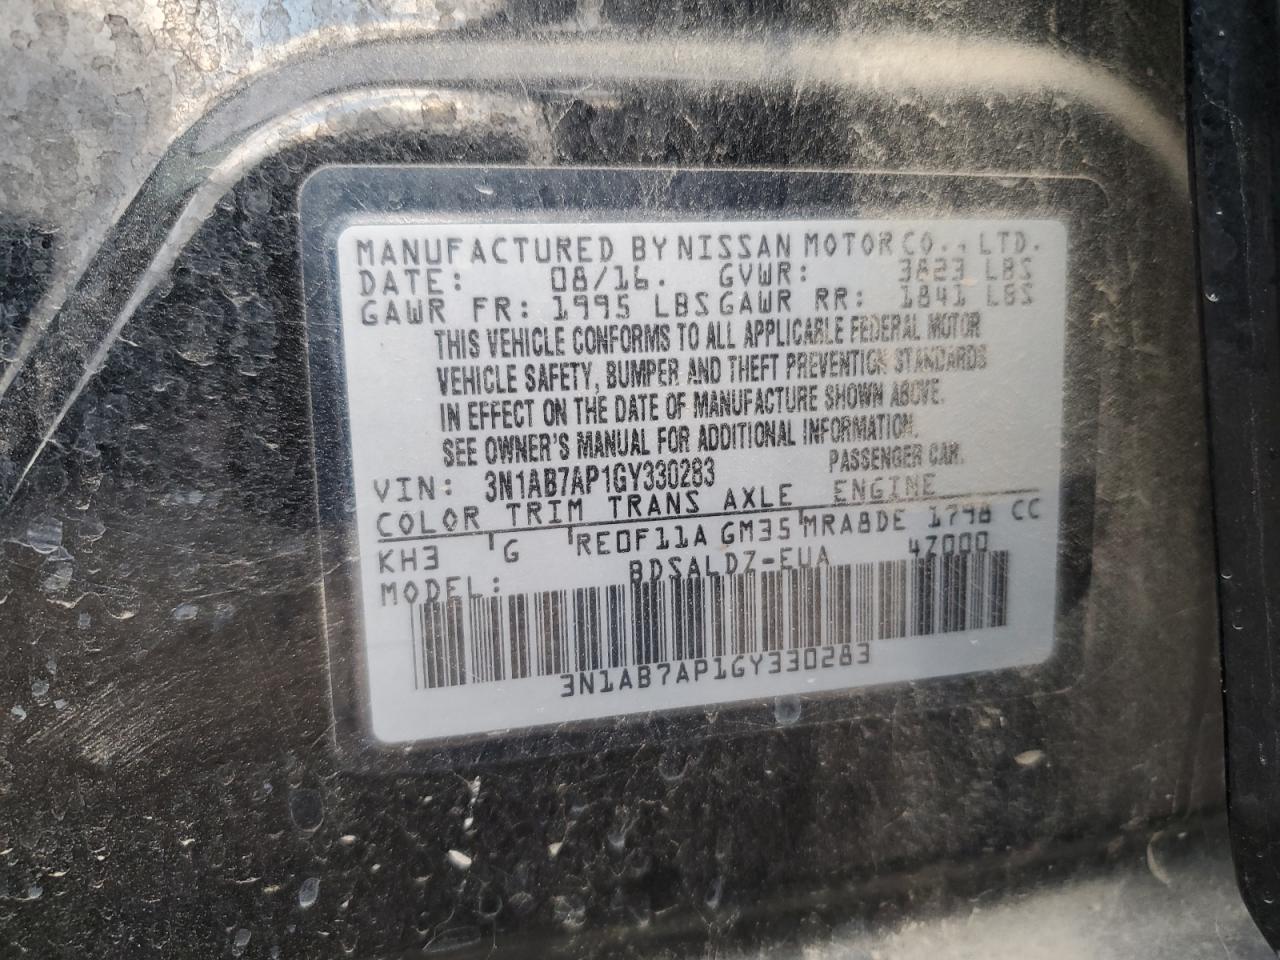 MANUFACTURED BY NISSAN MOTOR CO., LTD.
DATE: 08/16. GVWR: 3823 LBS
GAWR FR: 1995 LBS GAWR RR: 1841 LBS
THIS VEHICLE CONFORMS TO ALL APPLICABLE FEDERAL MOTOR
VEHICLE SAFETY, BUMPER AND THEFT PREVENTION STANDARDS
IN EFFECT ON THE DATE OF MANUFACTURE SHOWN ABOVE.
SEE OWNER'S MANUAL FOR ADDITIONAL INFORMATION.
VIN: 3N1AB7AP1GY330283 PASSENGER CAR.
COLOR TRIM TRANS AXLE ENGINE
KH3 G RE0F11A GM35 MRA8DE 1798 CC
MODEL: BDSALDZ-EUA 4Z000
3N1AB7AP1GY330283